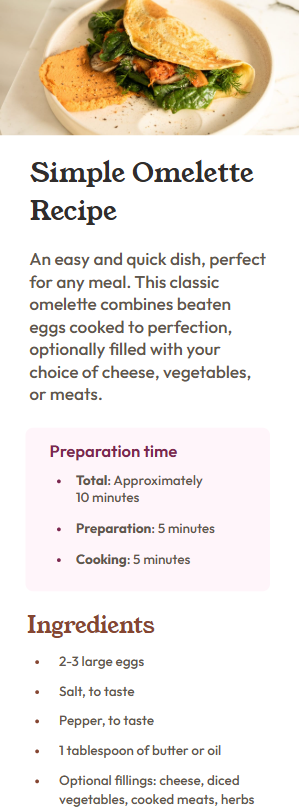 Simple Omelette
Recipe
An easy and quick dish, perfect
for any meal. This classic
omelette combines beaten
eggs cooked to perfection,
optionally filled with your
choice of cheese, vegetables,
or meats.
Preparation time
• Total: Approximately
10 minutes
• Preparation: 5 minutes
• Cooking: 5 minutes
Ingredients
• 2-3 large eggs
• Salt, to taste
• Pepper, to taste
• 1 tablespoon of butter or oil
• Optional fillings: cheese, diced
vegetables, cooked meats, herbs